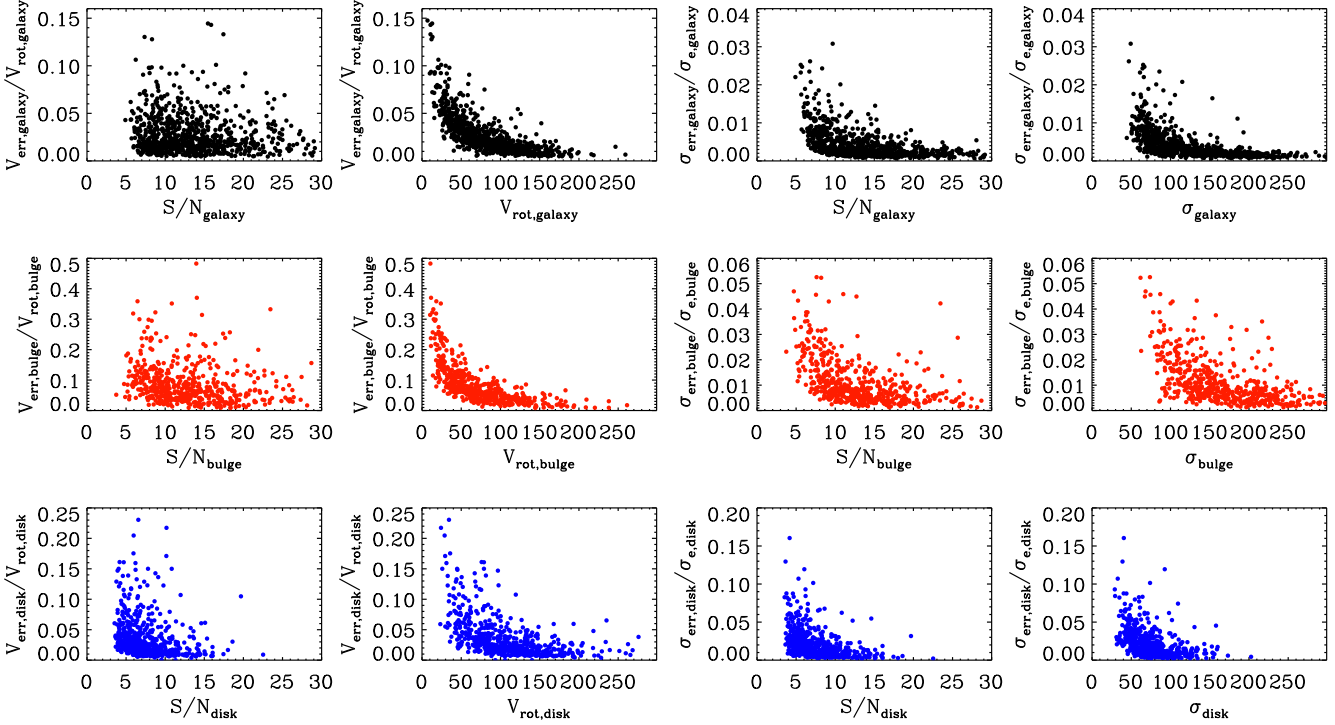 V_err,galaxy/V_rot,galaxy
0.15
0.10
0.05
0.00
0 5 10 15 20 25 30
S/N_galaxy
V_err,galaxy/V_rot,galaxy
0.15
0.10
0.05
0.00
0 50 100 150 200 250
V_rot,galaxy
σ_err,galaxy/σ_e,galaxy
0.04
0.03
0.02
0.01
0.00
0 5 10 15 20 25 30
S/N_galaxy
σ_err,galaxy/σ_e,galaxy
0.04
0.03
0.02
0.01
0.00
0 50 100 150 200 250
σ_galaxy
V_err,bulge/V_rot,bulge
0.5
0.4
0.3
0.2
0.1
0.0
0 5 10 15 20 25 30
S/N_bulge
V_err,bulge/V_rot,bulge
0.5
0.4
0.3
0.2
0.1
0.0
0 50 100 150 200 250
V_rot,bulge
σ_err,bulge/σ_e,bulge
0.06
0.05
0.04
0.03
0.02
0.01
0.00
0 5 10 15 20 25 30
S/N_bulge
σ_err,bulge/σ_e,bulge
0.06
0.05
0.04
0.03
0.02
0.01
0.00
0 50 100 150 200 250
σ_bulge
V_err,disk/V_rot,disk
0.25
0.20
0.15
0.10
0.05
0.00
0 5 10 15 20 25 30
S/N_disk
V_err,disk/V_rot,disk
0.25
0.20
0.15
0.10
0.05
0.00
0 50 100 150 200 250
V_rot,disk
σ_err,disk/σ_e,disk
0.20
0.15
0.10
0.05
0.00
0 5 10 15 20 25 30
S/N_disk
σ_err,disk/σ_e,disk
0.20
0.15
0.10
0.05
0.00
0 50 100 150 200 250
σ_disk